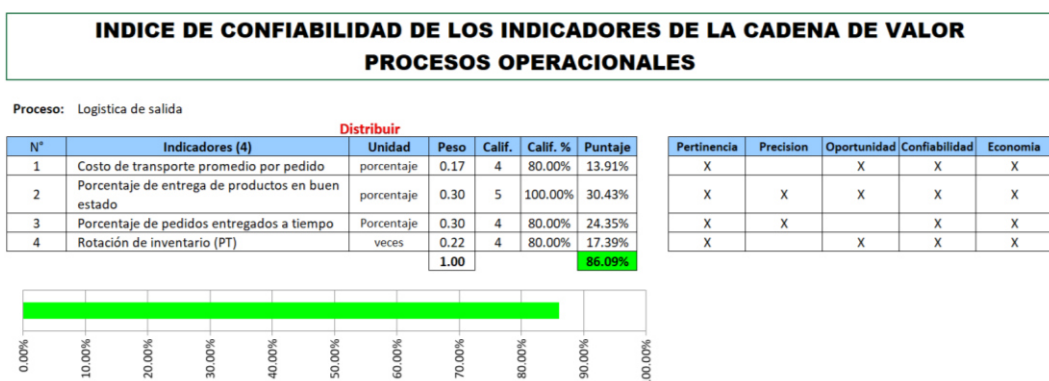 INDICE DE CONFIABILIDAD DE LOS INDICADORES DE LA CADENA DE VALOR
PROCESOS OPERACIONALES
Proceso: Logistica de salida
Distribuir
N° Indicadores (4) Unidad Peso Calif. Calif. % Puntaje Pertinencia Precision Oportunidad Confiabilidad Economia
1 Costo de transporte promedio por pedido porcentaje 0.17 4 80.00% 13.91% X X X X
2 Porcentaje de entrega de productos en buen
estado porcentaje 0.30 5 100.00% 30.43% X X X X X
3 Porcentaje de pedidos entregados a tiempo Porcentaje 0.30 4 80.00% 24.35% X X X X
4 Rotación de inventario (PT) veces 0.22 4 80.00% 17.39% X X X X
1.00 86.09%
0.00% 10.00% 20.00% 30.00% 40.00% 50.00% 60.00% 70.00% 80.00% 90.00% 100.00%